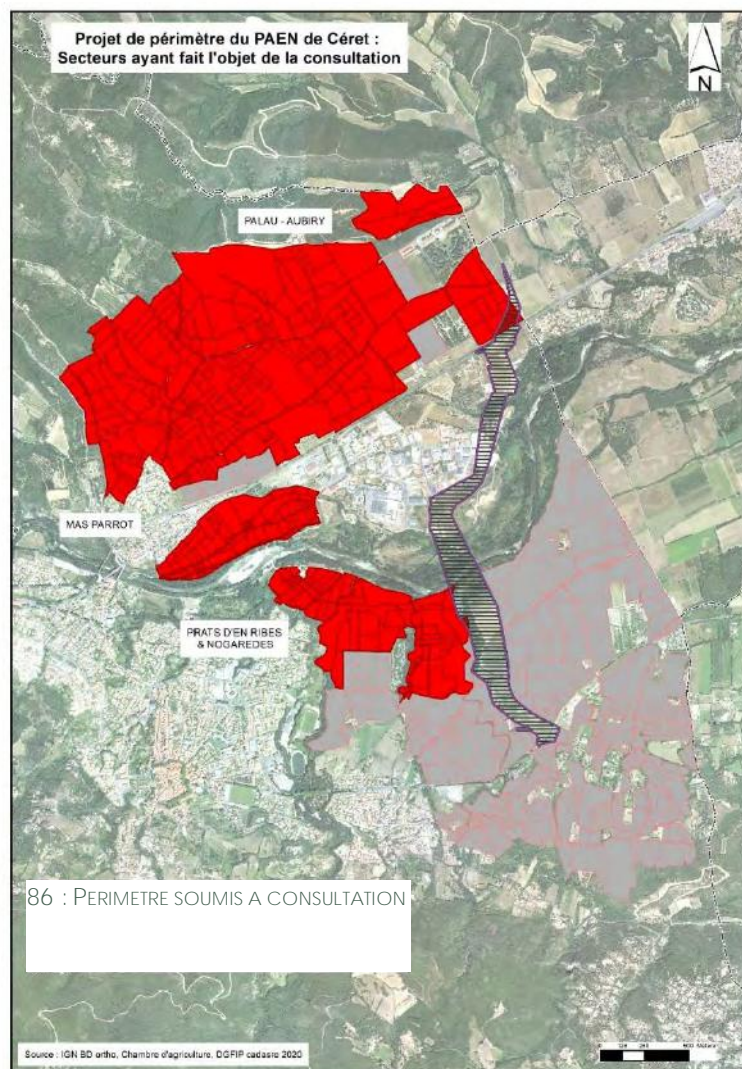 Projet de périmètre du PAEN de Céret :
Secteurs ayant fait l'objet de la consultation
N
PALAU - AUBIRY
MAS PARROT
PRATS D'EN RIBES
& NOGAREDES
86 : PERIMETRE SOUMIS A CONSULTATION
Source : IGN BD ortho, Chambre d'agriculture, DGFIP cadastre 2020